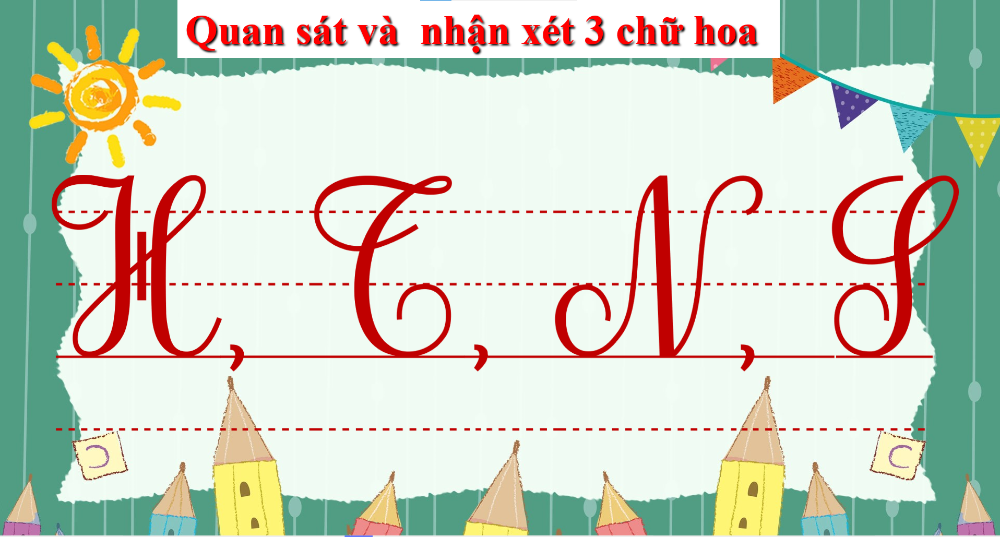 Quan sát và nhận xét 3 chữ hoa
H, T, N, S